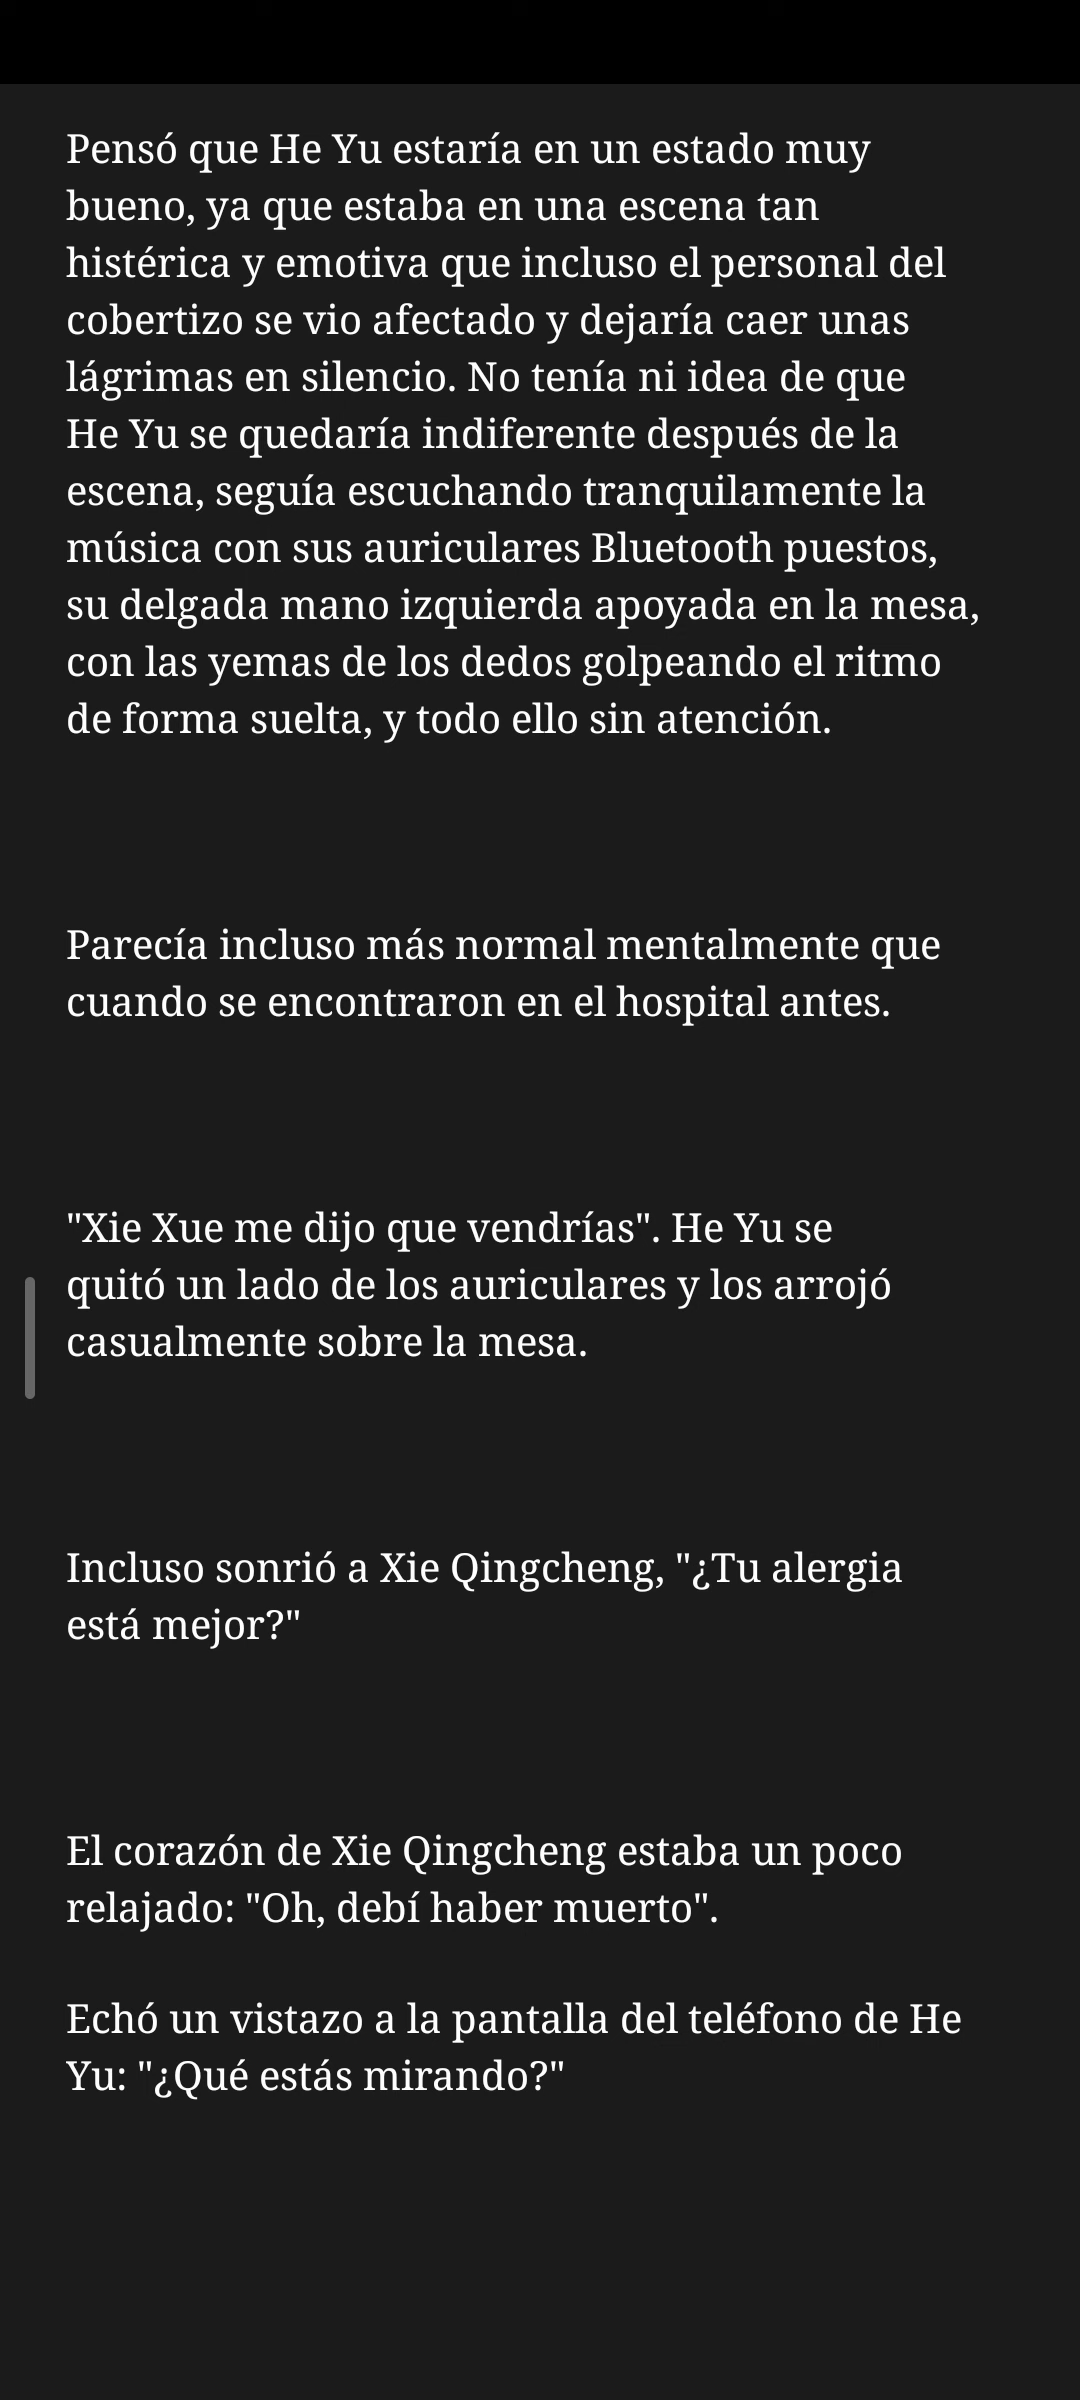 Pensó que He Yu estaría en un estado muy
bueno, ya que estaba en una escena tan
histérica y emotiva que incluso el personal del
cobertizo se vio afectado y dejaría caer unas
lágrimas en silencio. No tenía ni idea de que
He Yu se quedaría indiferente después de la
escena, seguía escuchando tranquilamente la
música con sus auriculares Bluetooth puestos,
su delgada mano izquierda apoyada en la mesa,
con las yemas de los dedos golpeando el ritmo
de forma suelta, y todo ello sin atención.
Parecía incluso más normal mentalmente que
cuando se encontraron en el hospital antes.
"Xie Xue me dijo que vendrías". He Yu se
quitó un lado de los auriculares y los arrojó
casualmente sobre la mesa.
Incluso sonrió a Xie Qingcheng, "¿Tu alergia
está mejor?"
El corazón de Xie Qingcheng estaba un poco
relajado: "Oh, debí haber muerto".
Echó un vistazo a la pantalla del teléfono de He
Yu: "¿Qué estás mirando?"